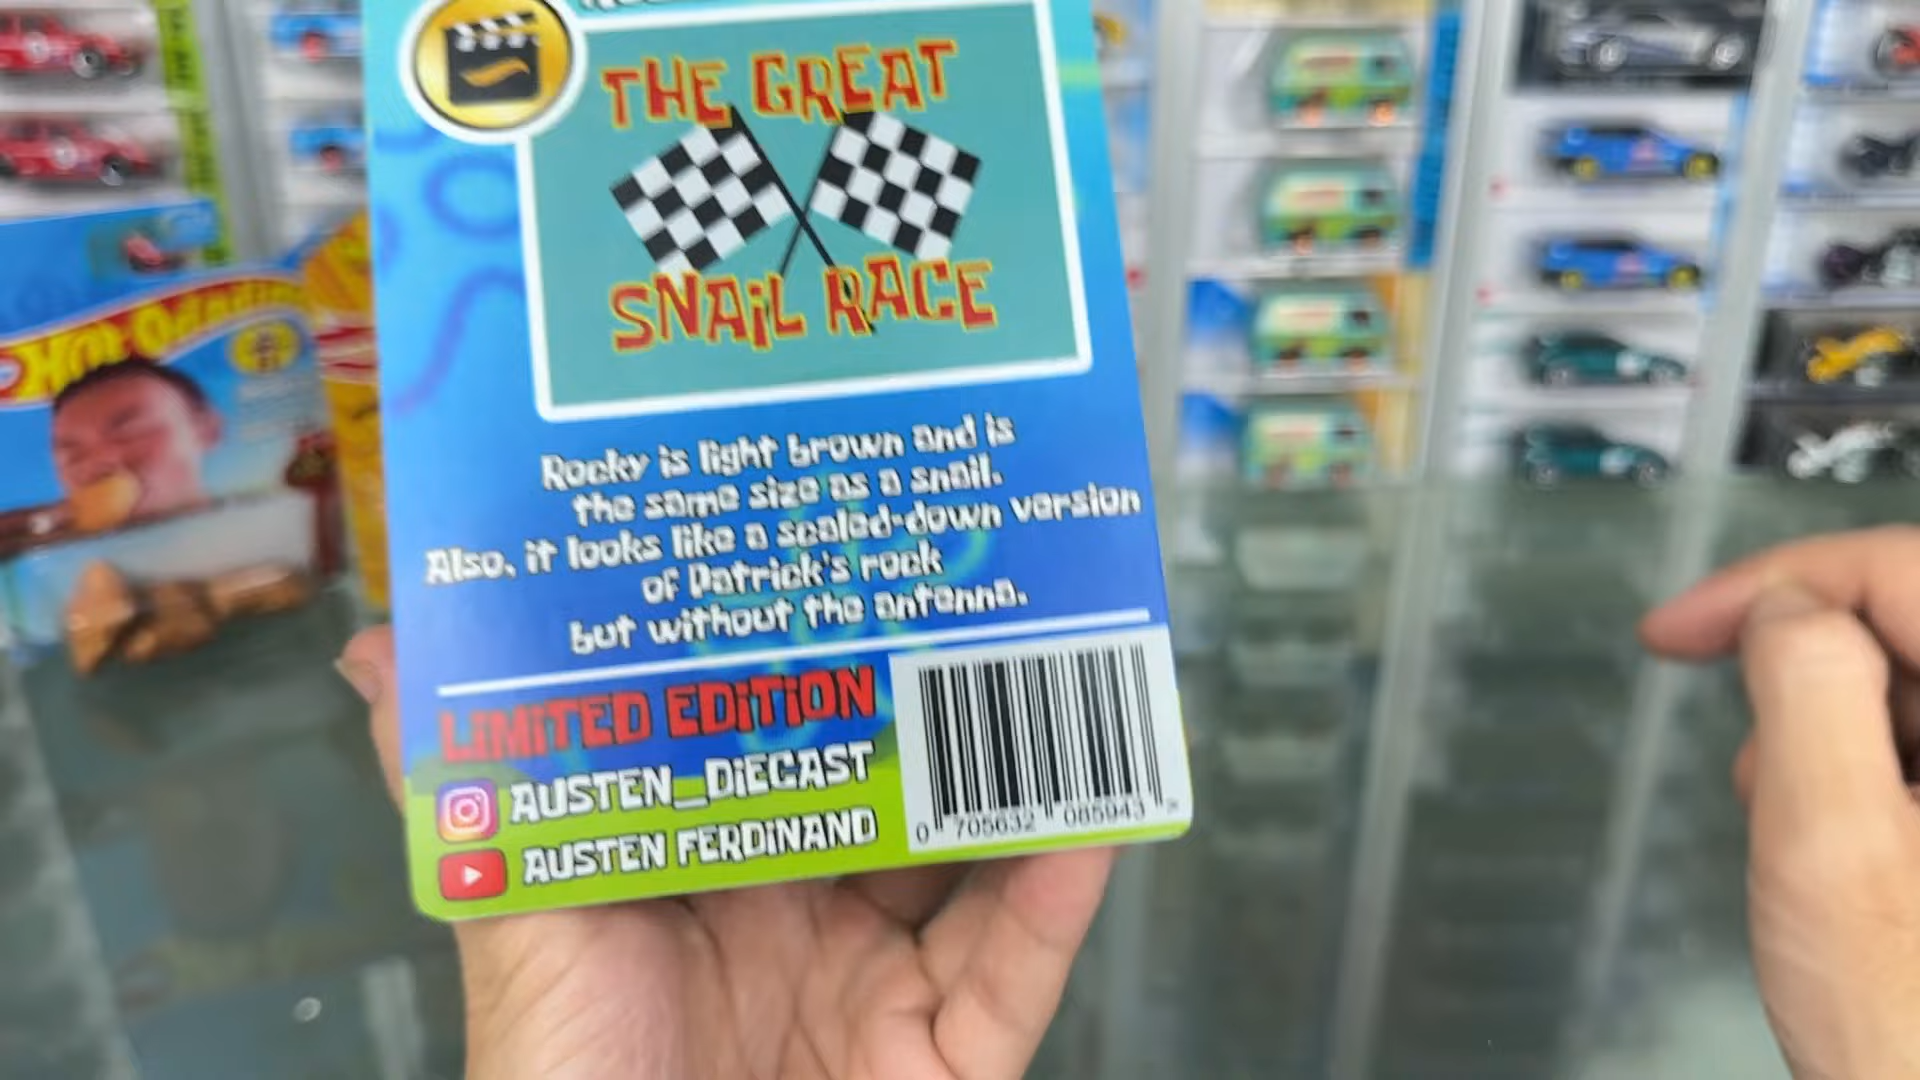 THE GREAT
SNAIL RACE
Rocky is light brown and is
the same size as a snail.
Also, it looks like a scaled-down version
of Patrick's rock
but without the antenna.
LIMITED EDITION
AUSTEN_DIECAST
AUSTEN FERDINAND
0 705632 085943